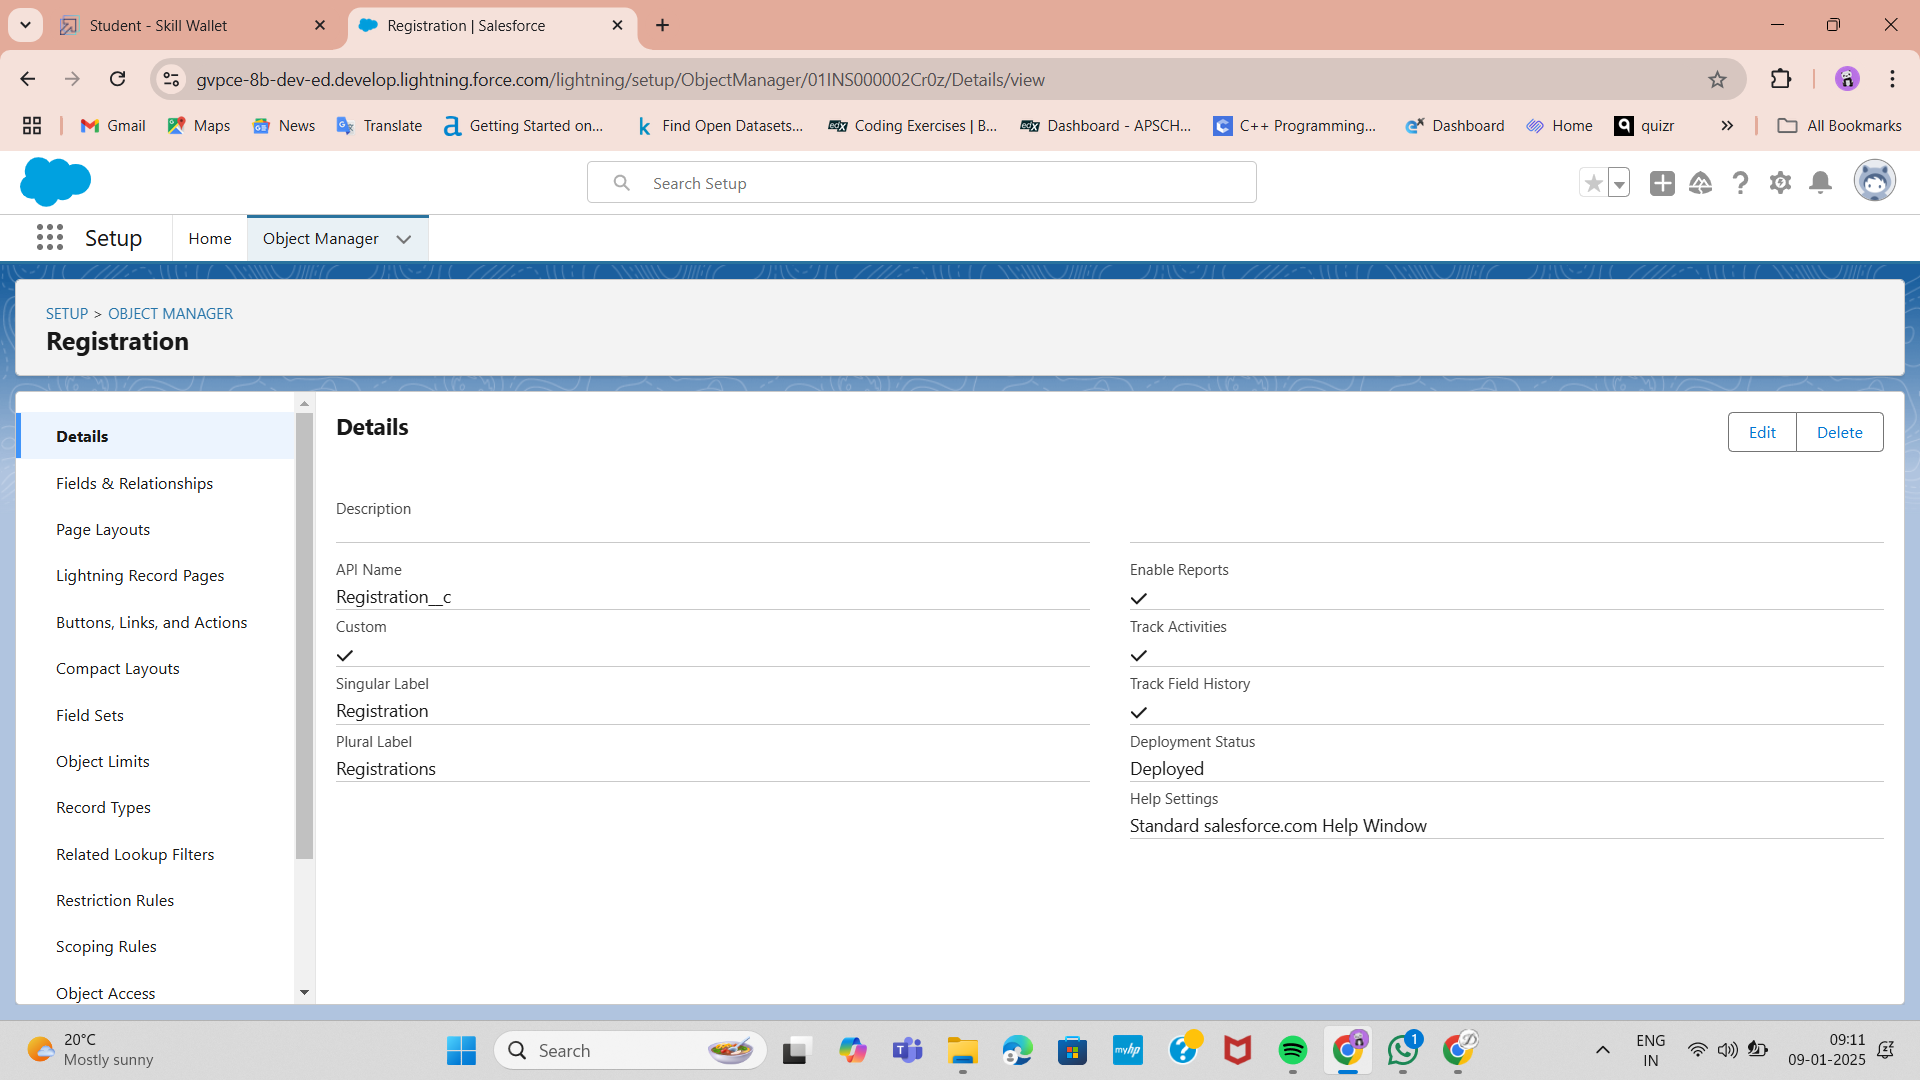 Student - Skill Wallet
Registration | Salesforce
gvpce-8b-dev-ed.develop.lightning.force.com/lightning/setup/ObjectManager/01INS000002Cr0z/Details/view
Gmail
Maps
News
Translate
Getting Started on...
Find Open Datasets...
Coding Exercises | B...
Dashboard - APSCH...
C++ Programming...
Dashboard
Home
quizr
All Bookmarks
Search Setup
Setup
Home
Object Manager
SETUP > OBJECT MANAGER
Registration
Details
Fields & Relationships
Page Layouts
Lightning Record Pages
Buttons, Links, and Actions
Compact Layouts
Field Sets
Object Limits
Record Types
Related Lookup Filters
Restriction Rules
Scoping Rules
Object Access
Details
Edit
Delete
Description
API Name
Registration__c
Custom
Singular Label
Registration
Plural Label
Registrations
Enable Reports
Track Activities
Track Field History
Deployment Status
Deployed
Help Settings
Standard salesforce.com Help Window
20°C
Mostly sunny
Search
myhp
1
ENG
IN
09:11
09-01-2025